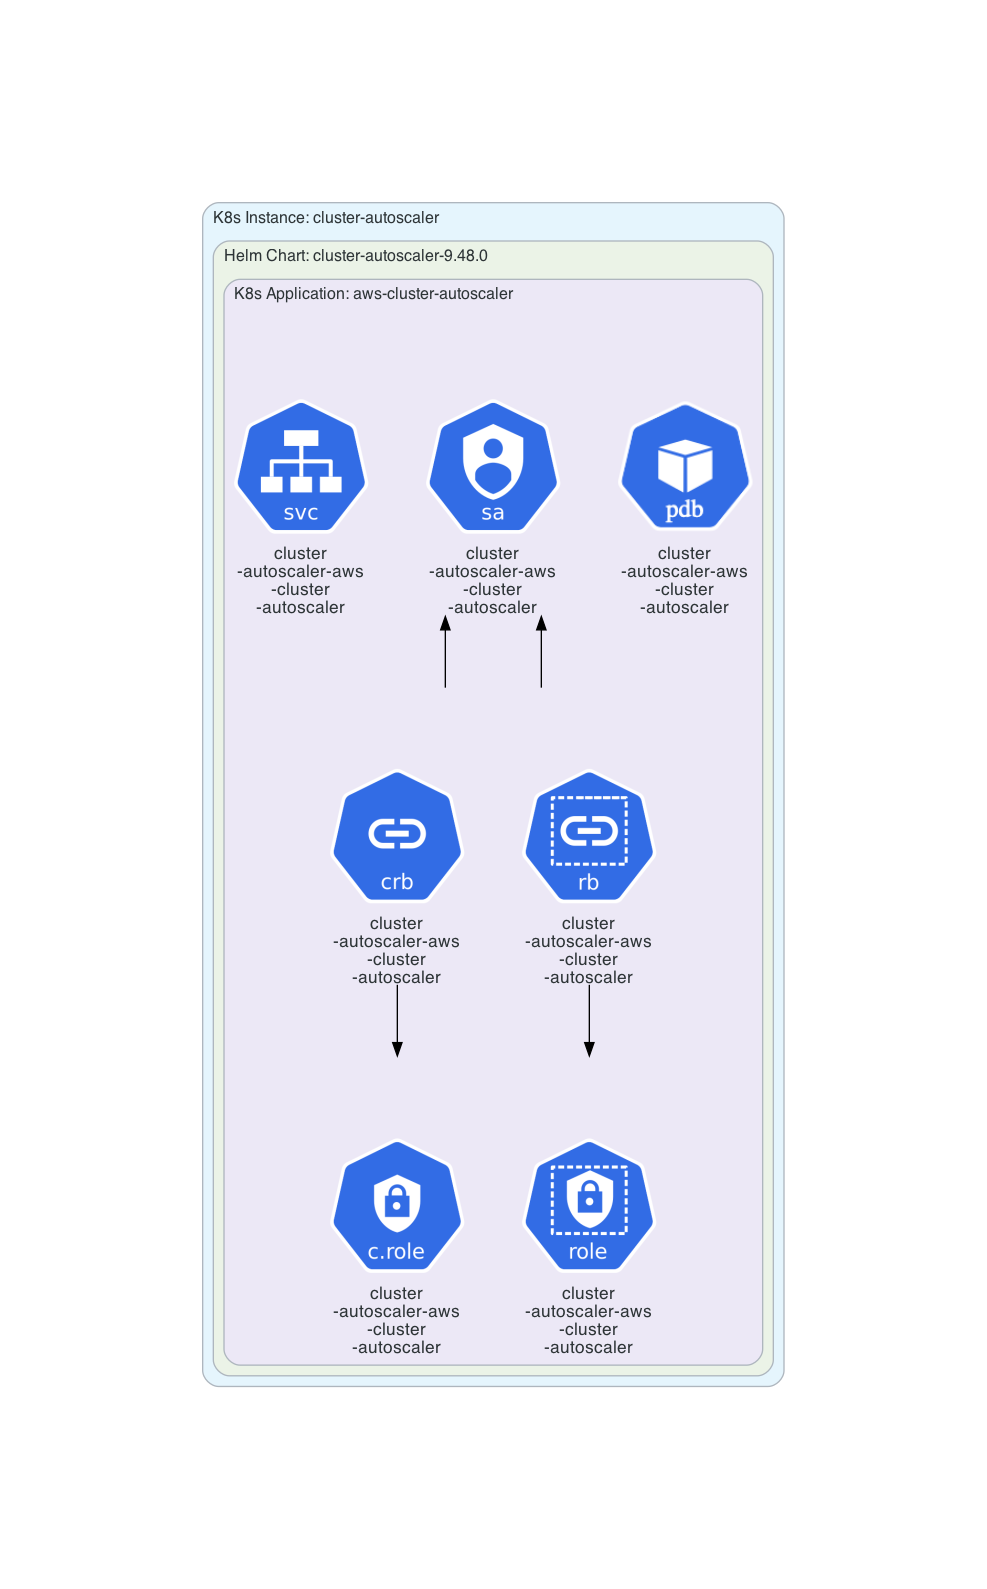 K8s Instance: cluster-autoscaler
Helm Chart: cluster-autoscaler-9.48.0
K8s Application: aws-cluster-autoscaler
svc
cluster
-autoscaler-aws
-cluster
-autoscaler
sa
cluster
-autoscaler-aws
-cluster
-autoscaler
pdb
cluster
-autoscaler-aws
-cluster
-autoscaler
crb
cluster
-autoscaler-aws
-cluster
-autoscaler
rb
cluster
-autoscaler-aws
-cluster
-autoscaler
c.role
cluster
-autoscaler-aws
-cluster
-autoscaler
role
cluster
-autoscaler-aws
-cluster
-autoscaler